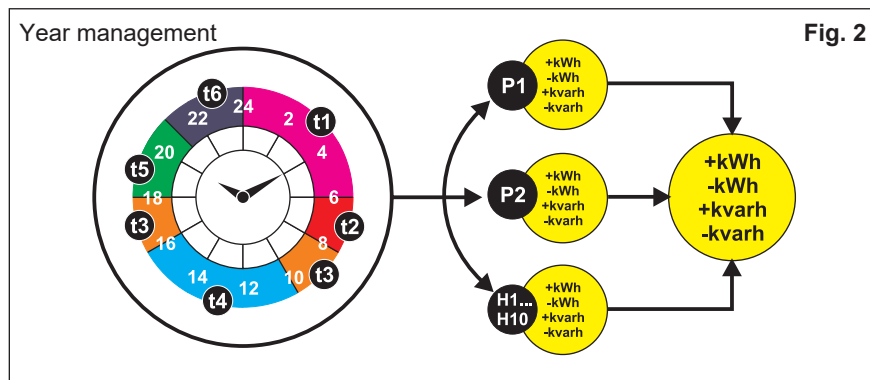 Year management
Fig. 2
t6
24
22
2
t1
20
4
t5
18
6
t2
t3
16
8
14
10
t3
12
t4
P1
+kWh
-kWh
+kvarh
-kvarh
P2
+kWh
-kWh
+kvarh
-kvarh
H1...
H10
+kWh
-kWh
+kvarh
-kvarh
+kWh
-kWh
+kvarh
-kvarh